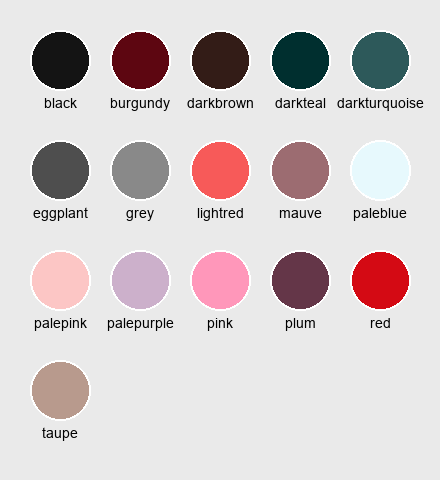 black burgundy darkbrown darkteal darkturquoise
eggplant grey lightred mauve paleblue
palepink palepurple pink plum red
taupe